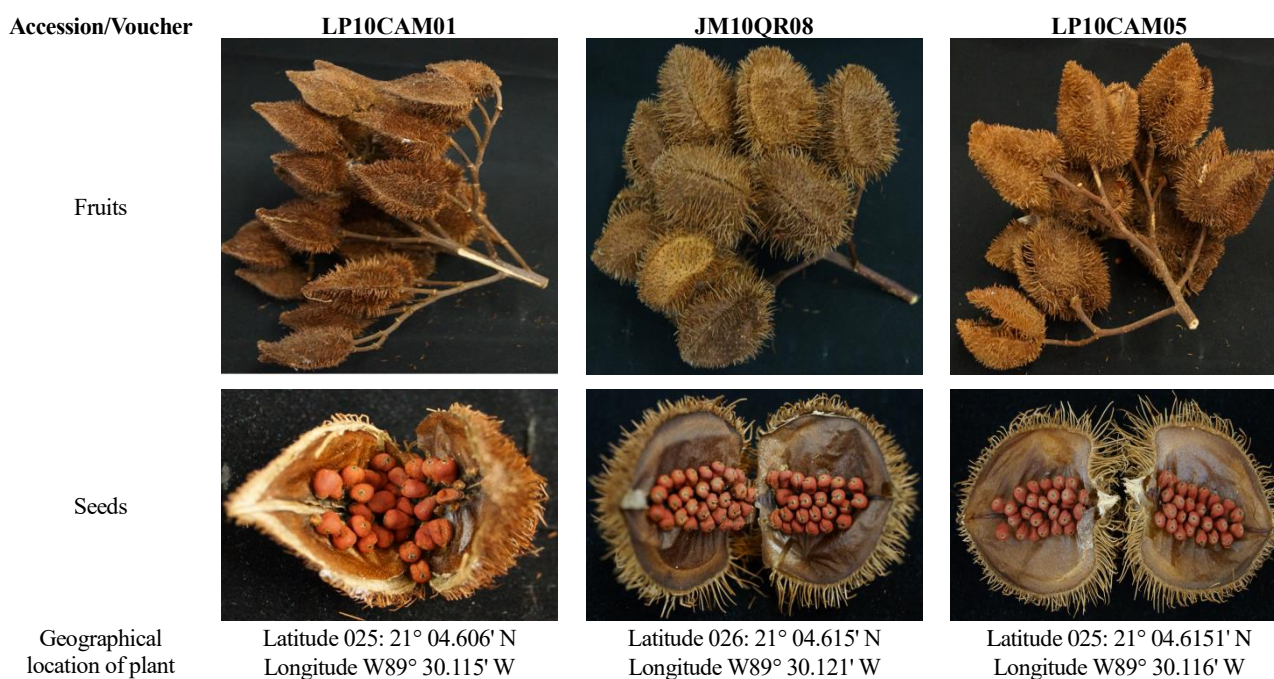 Accession/Voucher LP10CAM01 JM10QR08 LP10CAM05
Fruits
Seeds
Geographical location of plant
Latitude 025: 21° 04.606' N
Longitude W89° 30.115' W
Latitude 026: 21° 04.615' N
Longitude W89° 30.121' W
Latitude 025: 21° 04.6151' N
Longitude W89° 30.116' W